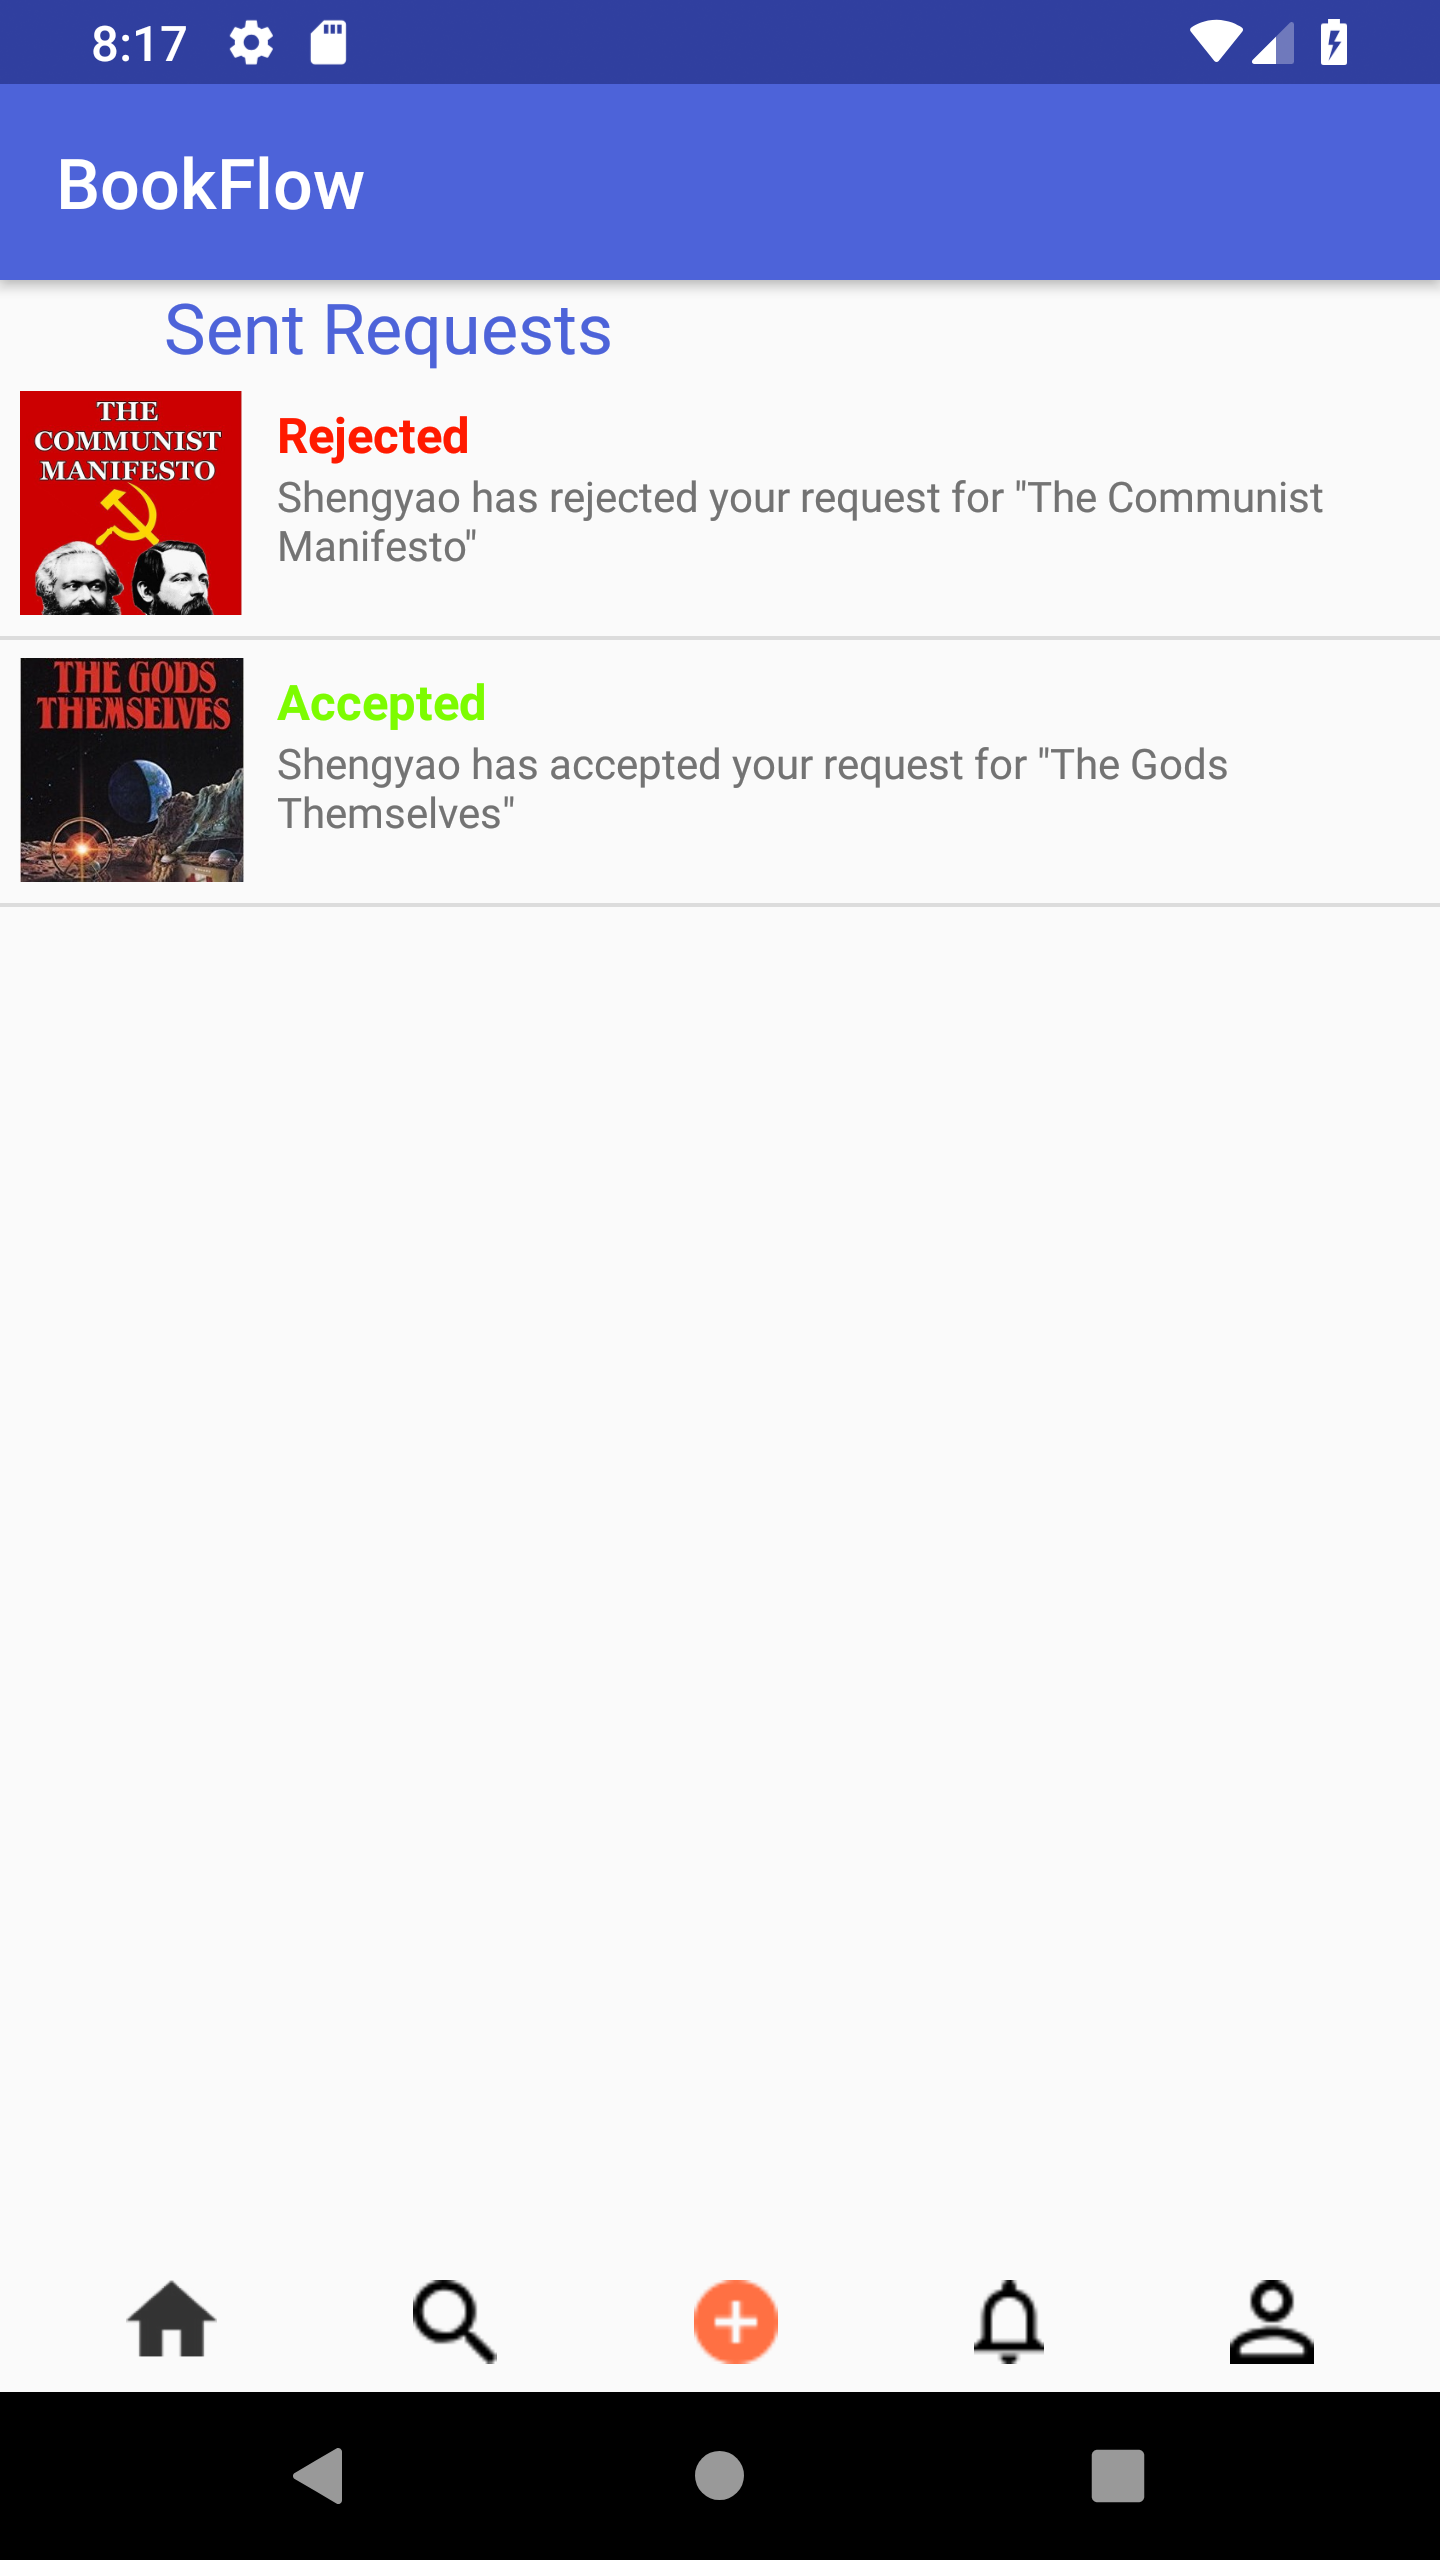 8:17
BookFlow
Sent Requests
THE
COMMUNIST
MANIFESTO
Rejected
Shengyao has rejected your request for "The Communist
Manifesto"
THE GODS
THEMSELVES
Accepted
Shengyao has accepted your request for "The Gods
Themselves"